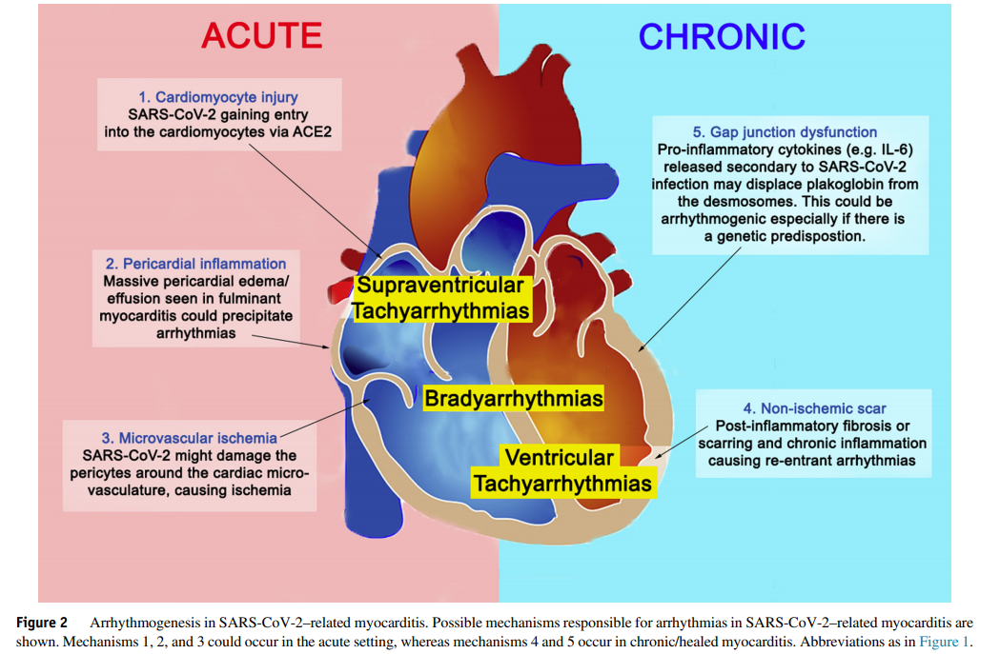 ACUTE
CHRONIC
1. Cardiomyocyte injury
SARS-CoV-2 gaining entry
into the cardiomyocytes via ACE2
2. Pericardial inflammation
Massive pericardial edema/
effusion seen in fulminant
myocarditis could precipitate
arrhythmias
3. Microvascular ischemia
SARS-CoV-2 might damage the
pericytes around the cardiac micro-
vasculature, causing ischemia
5. Gap junction dysfunction
Pro-inflammatory cytokines (e.g. IL-6)
released secondary to SARS-CoV-2
infection may displace plakoglobin from
the desmosomes. This could be
arrhythmogenic especially if there is
a genetic predispostion.
4. Non-ischemic scar
Post-inflammatory fibrosis or
scarring and chronic inflammation
causing re-entrant arrhythmias
Supraventricular
Tachyarrhythmias
Bradyarrhythmias
Ventricular
Tachyarrhythmias
Figure 2 Arrhythmogenesis in SARS-CoV-2–related myocarditis. Possible mechanisms responsible for arrhythmias in SARS-CoV-2–related myocarditis are
shown. Mechanisms 1, 2, and 3 could occur in the acute setting, whereas mechanisms 4 and 5 occur in chronic/healed myocarditis. Abbreviations as in Figure 1.